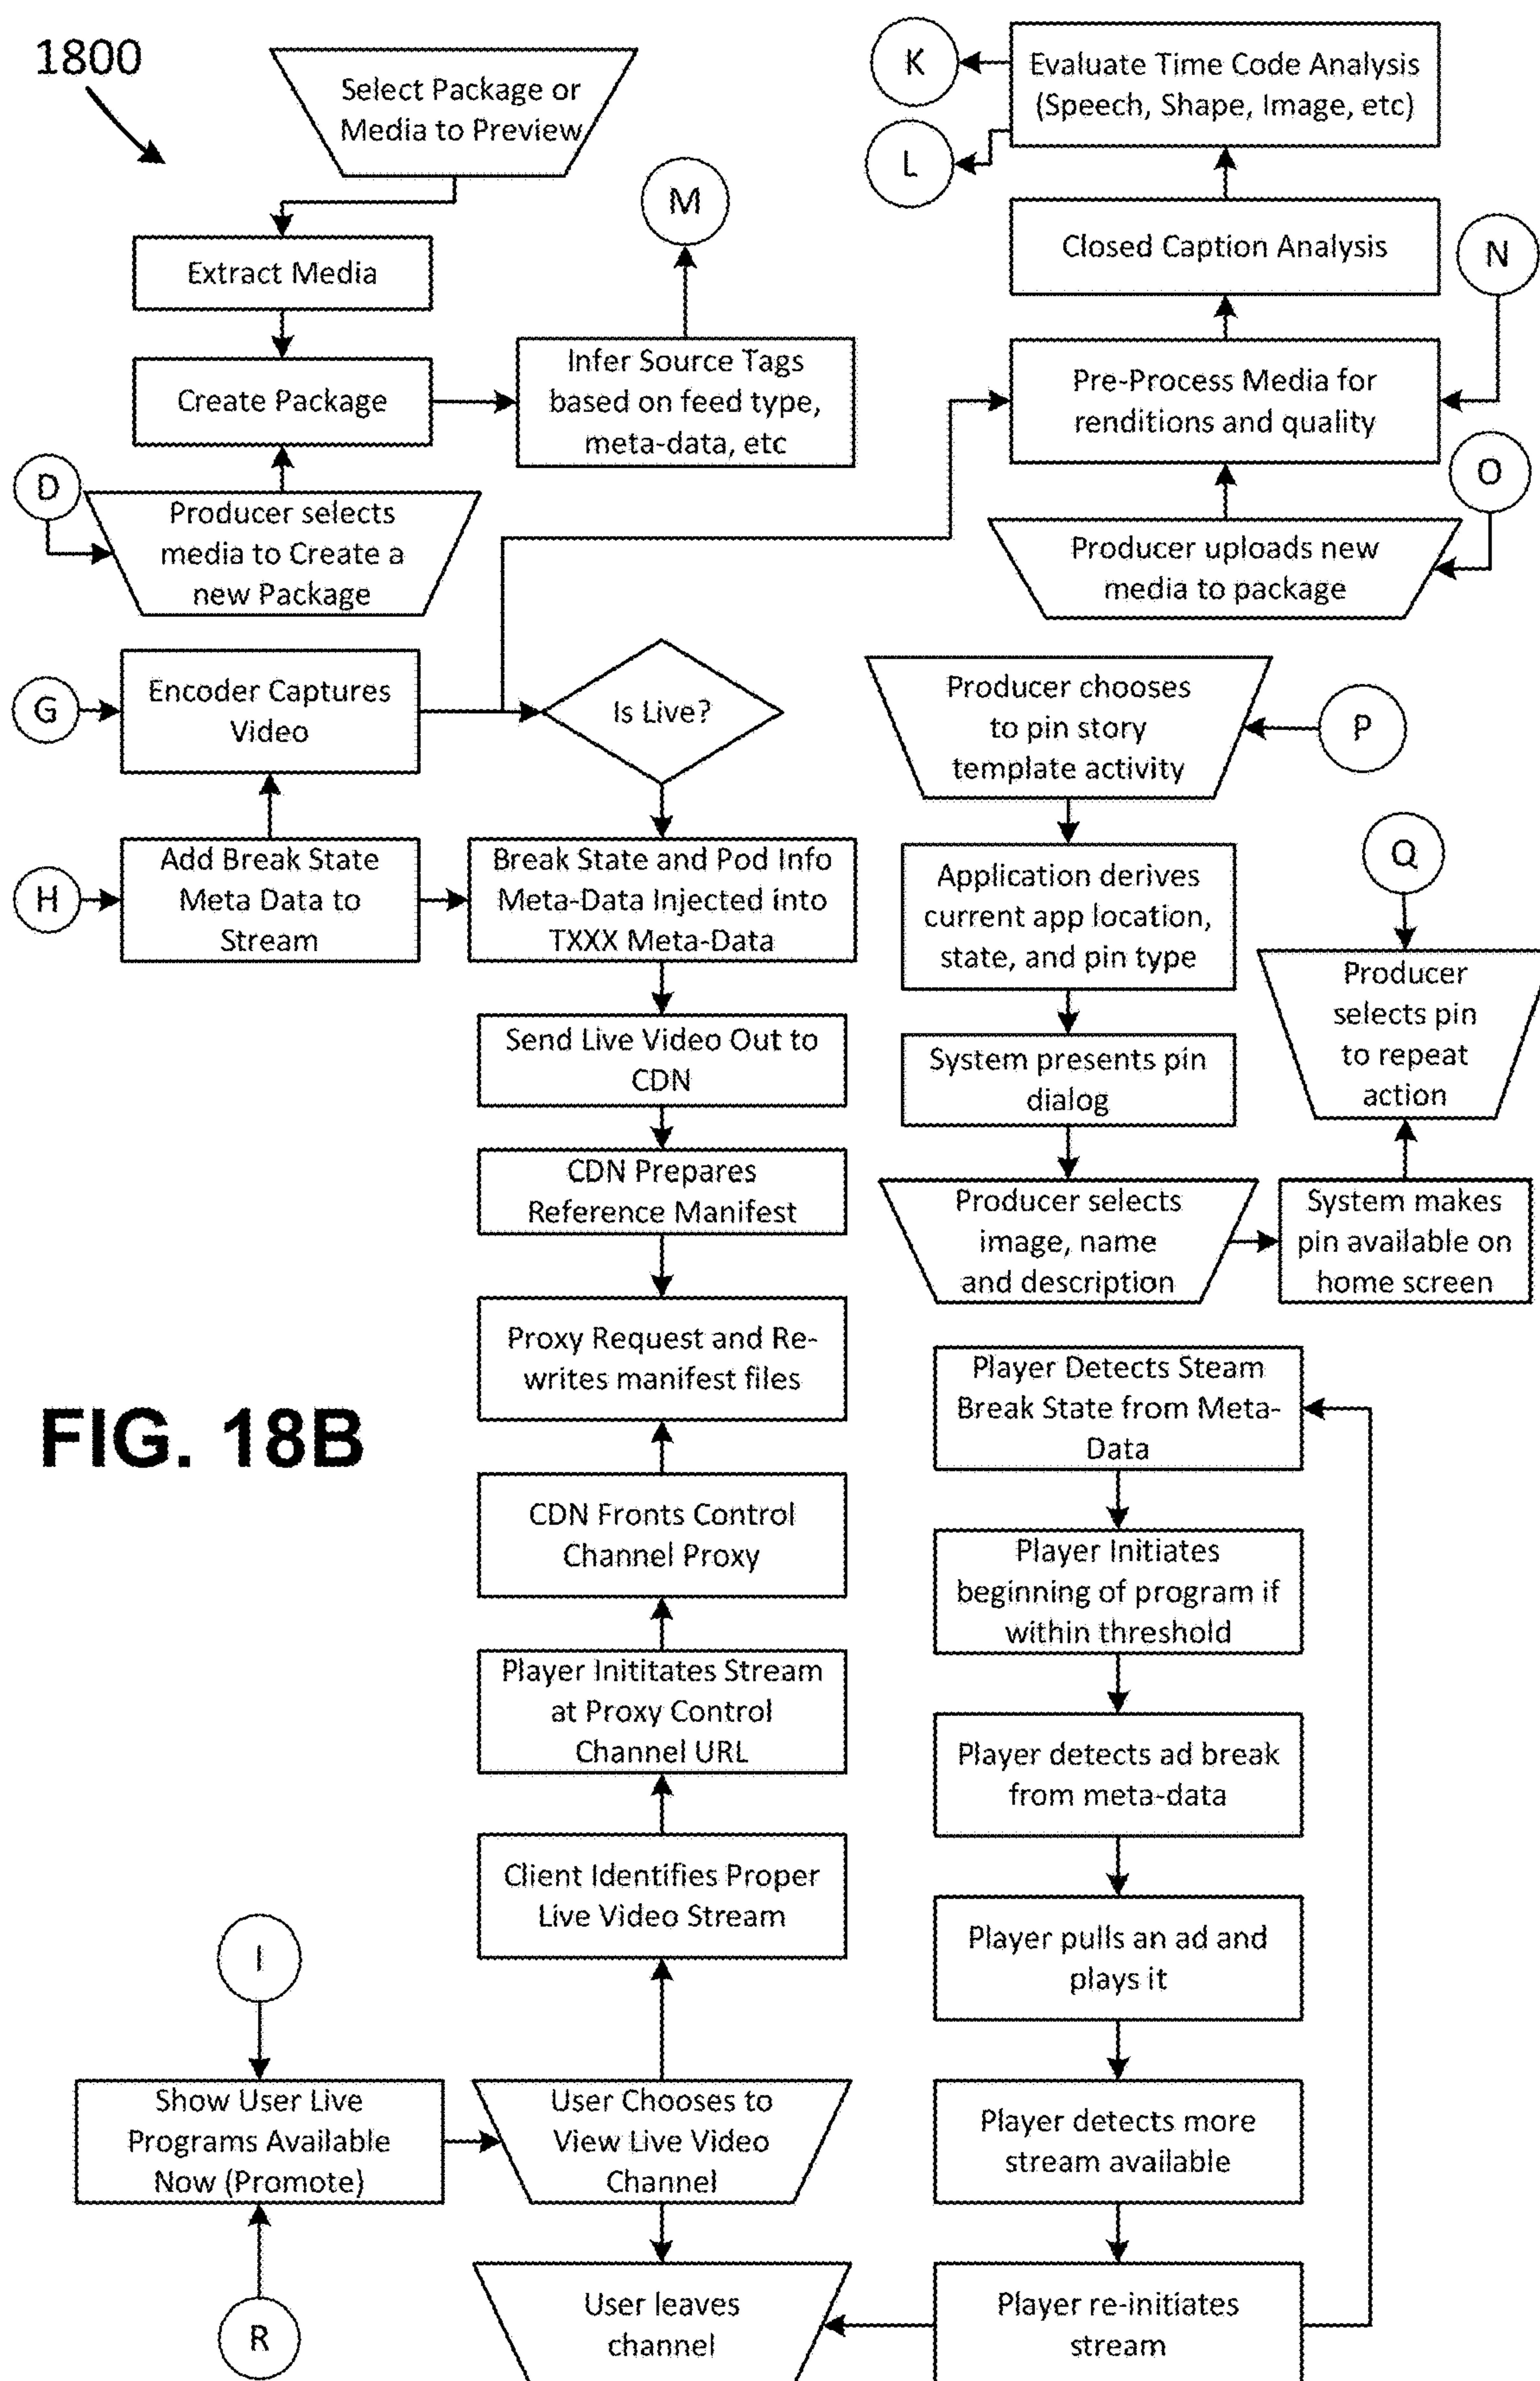 1800
Select Package or
Media to Preview
Extract Media
Create Package
Infer Source Tags
based on feed type,
meta-data, etc
M
D
Producer selects
media to Create a
new Package
K
L
Evaluate Time Code Analysis
(Speech, Shape, Image, etc)
Closed Caption Analysis
N
Pre-Process Media for
renditions and quality
O
Producer uploads new
media to package
G
Encoder Captures
Video
Is Live?
H
Add Break State
Meta Data to
Stream
Break State and Pod Info
Meta-Data Injected into
TXXX Meta-Data
Send Live Video Out to
CDN
CDN Prepares
Reference Manifest
Proxy Request and Re-
writes manifest files
CDN Fronts Control
Channel Proxy
Player Inititates Stream
at Proxy Control
Channel URL
Client Identifies Proper
Live Video Stream
I
Show User Live
Programs Available
Now (Promote)
R
User Chooses to
View Live Video
Channel
User leaves
channel
Producer chooses
to pin story
template activity
P
Application derives
current app location,
state, and pin type
System presents pin
dialog
Producer selects
image, name
and description
System makes
pin available on
home screen
Producer
selects pin
to repeat
action
Q
Player Detects Steam
Break State from Meta-
Data
Player Initiates
beginning of program if
within threshold
Player detects ad break
from meta-data
Player pulls an ad and
plays it
Player detects more
stream available
Player re-initiates
stream
FIG. 18B